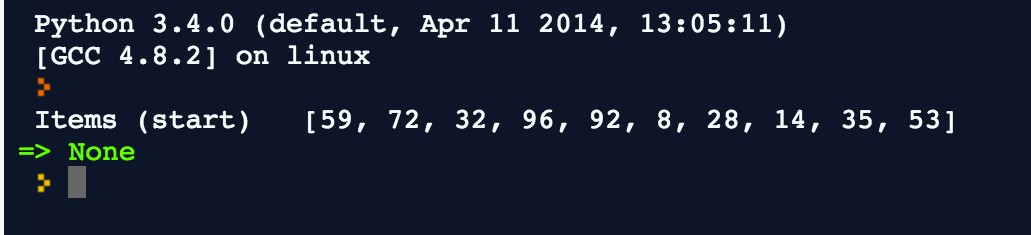 Python 3.4.0 (default, Apr 11 2014, 13:05:11)
[GCC 4.8.2] on linux
Items (start)   [59, 72, 32, 96, 92, 8, 28, 14, 35, 53]
=> None